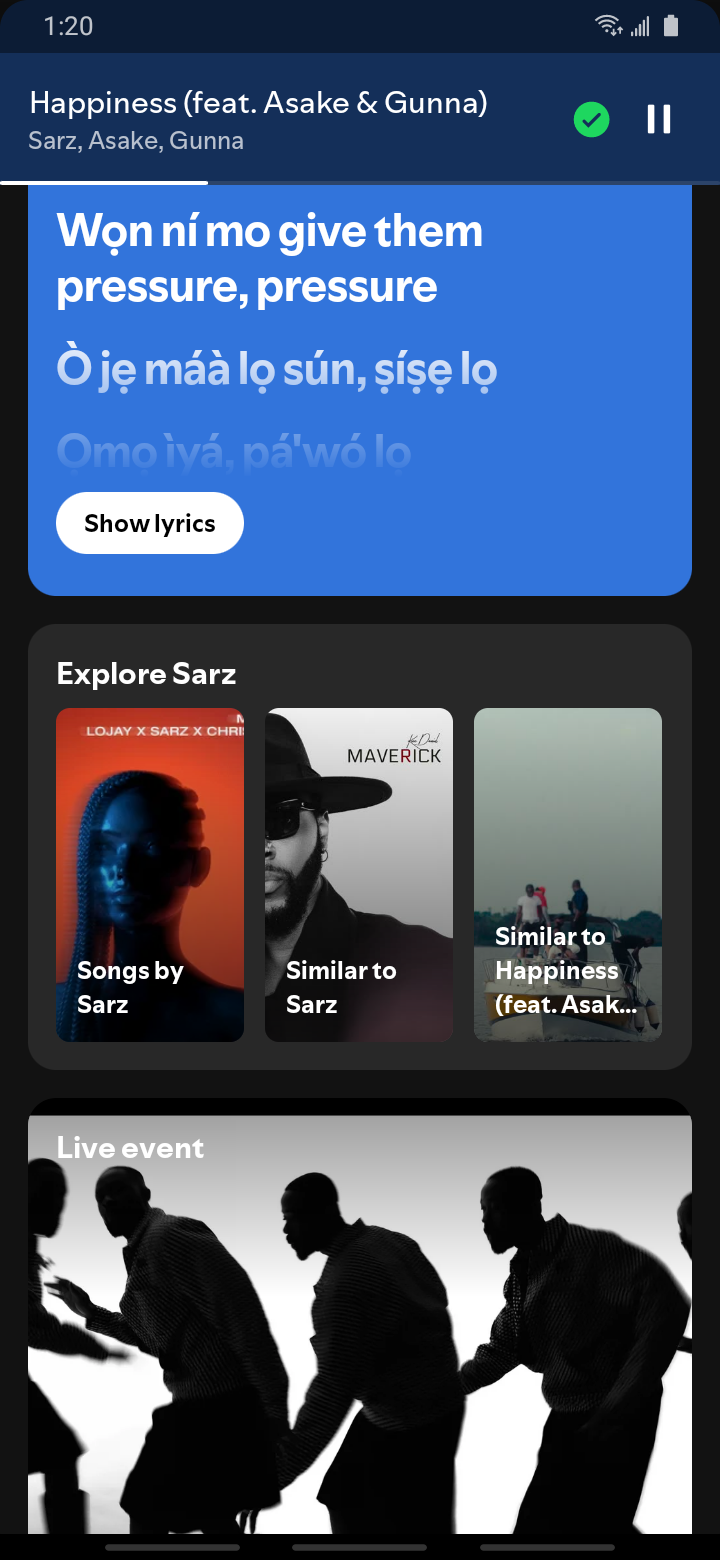 1:20
Happiness (feat. Asake & Gunna)
Sarz, Asake, Gunna
Wọn ní mo give them
pressure, pressure
Ò jẹ máà lọ sún, ṣíṣẹ lọ
Ọmọ ìyá, pá'wó lọ
Show lyrics
Explore Sarz
LOJAY X SARZ X CHRIS
Songs by
Sarz
MAVERICK
Similar to
Sarz
Similar to
Happiness
(feat. Asak...
Live event